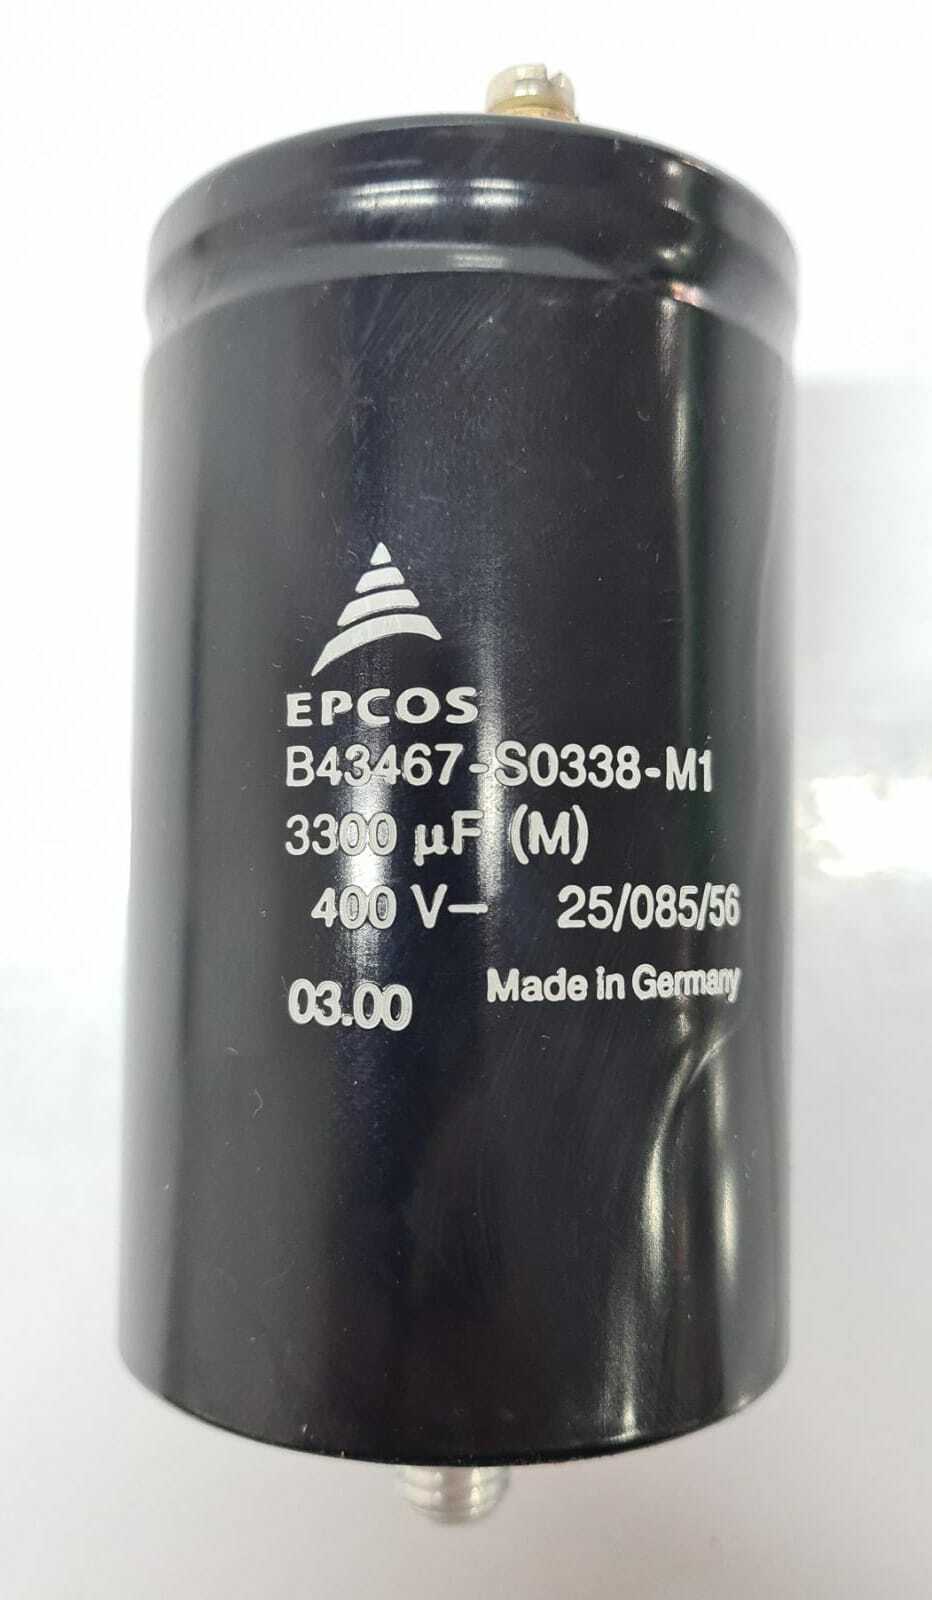 EPCOS
B43467-S0338-M1
3300 µF (M)
400 V– 25/085/56
03.00 Made in Germany